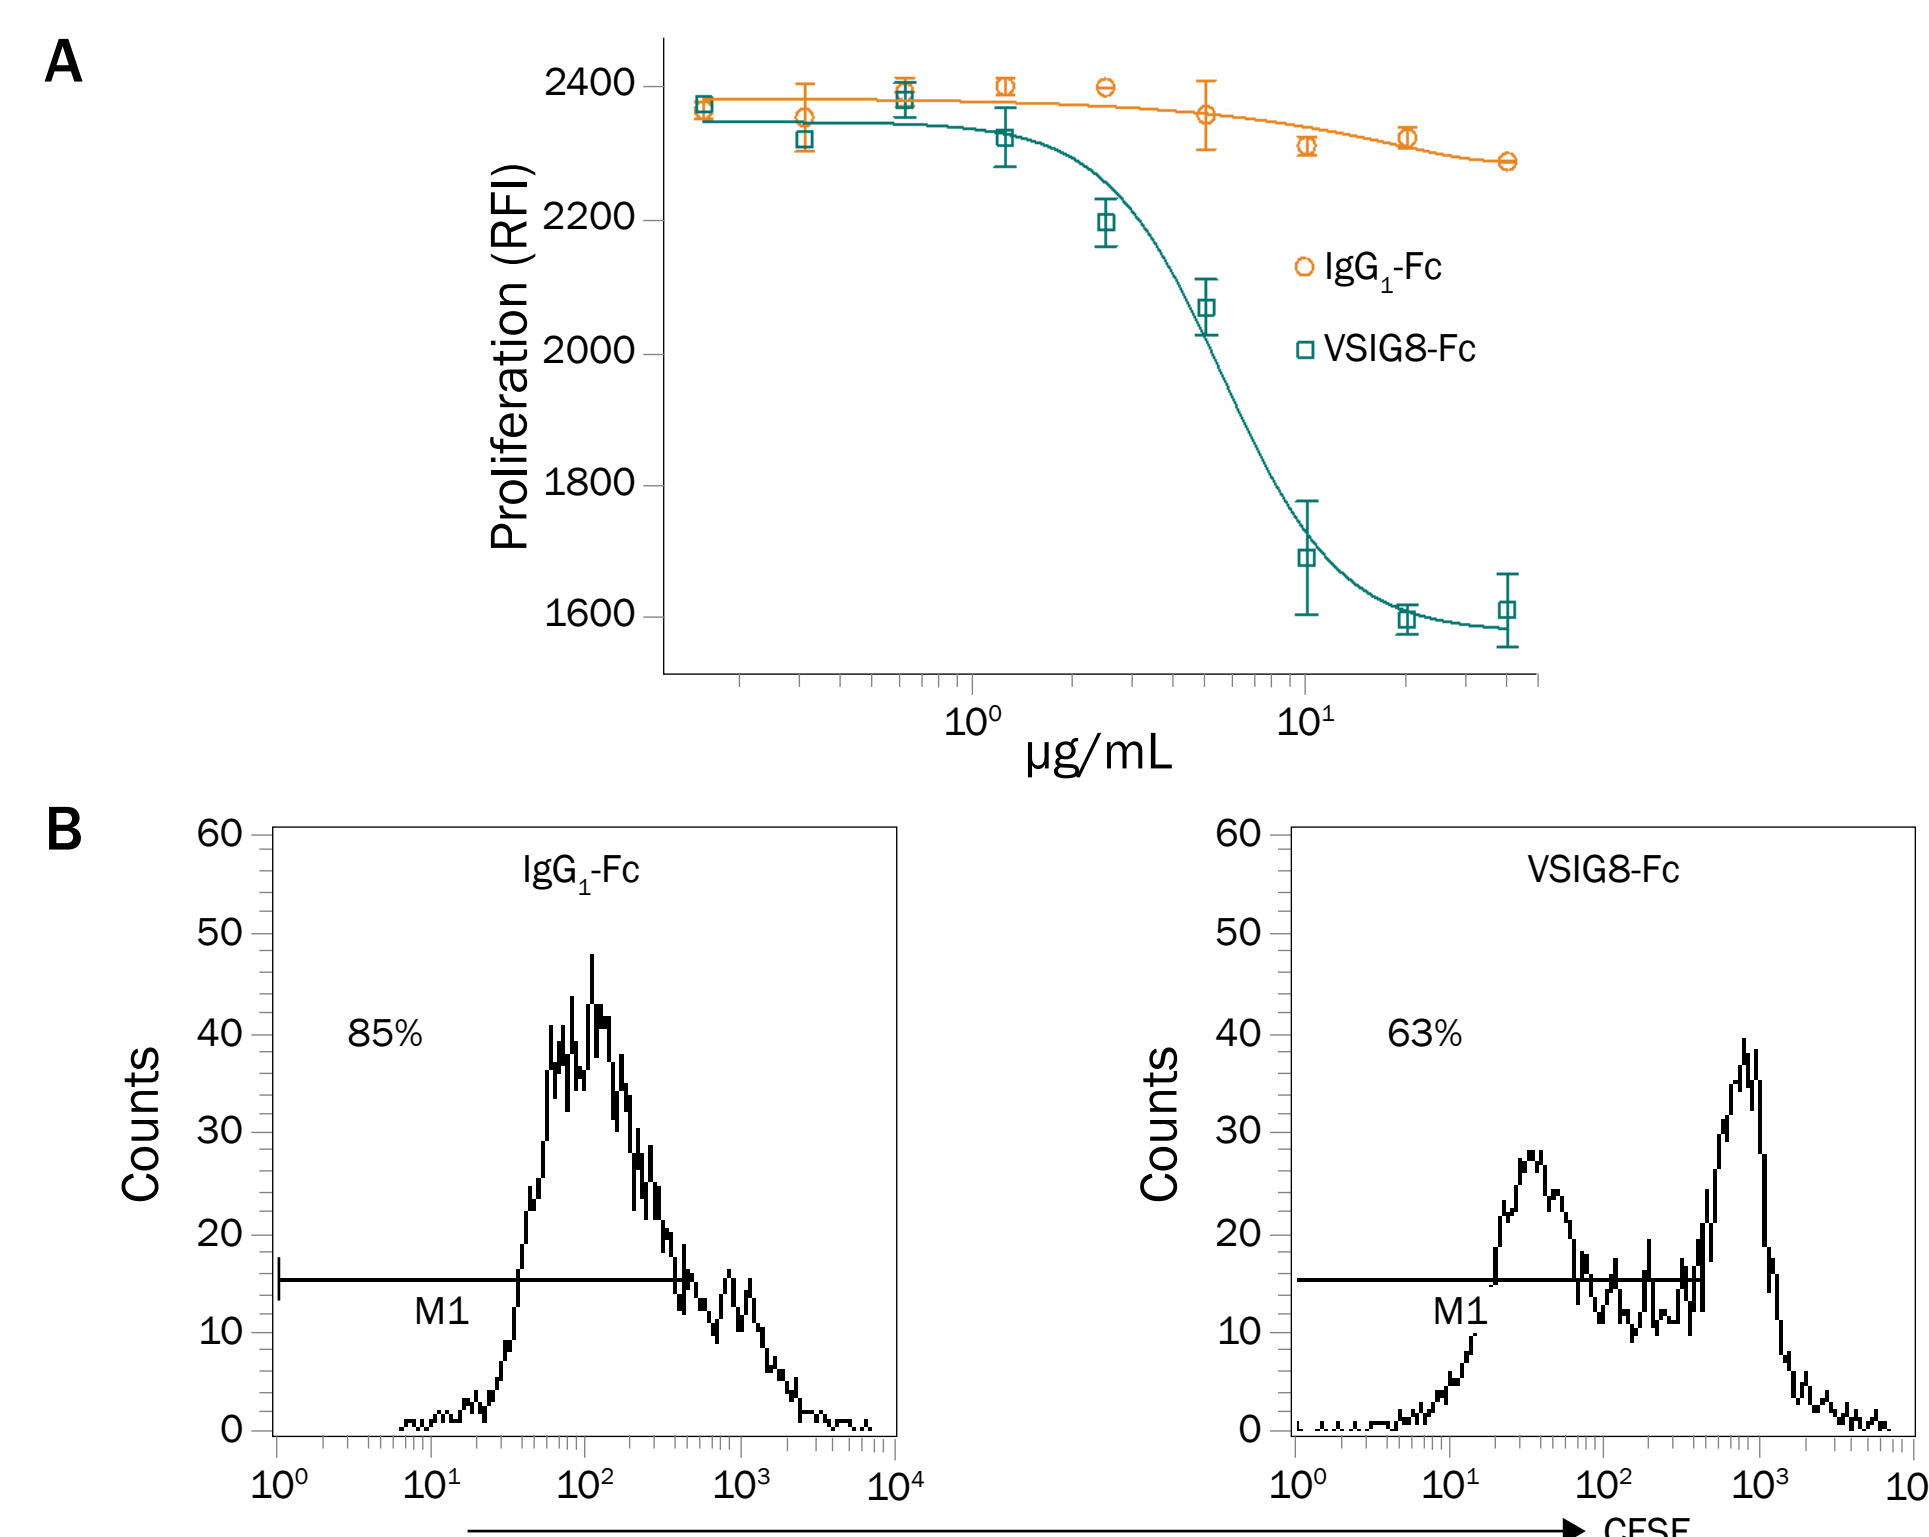 A
2400
2200
2000
1800
1600
Proliferation (RFI)
IgG1-Fc
VSIG8-Fc
10⁰ 10¹
µg/mL
B
60
50
40
30
20
10
0
Counts
IgG1-Fc
85%
M1
10⁰ 10¹ 10² 10³ 10⁴
60
50
40
30
20
10
0
Counts
VSIG8-Fc
63%
M1
10⁰ 10¹ 10² 10³ 10
CFSE